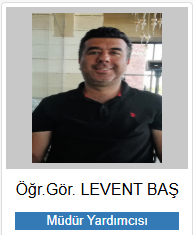 Öğr.Gör. LEVENT BAŞ
Müdür Yardımcısı